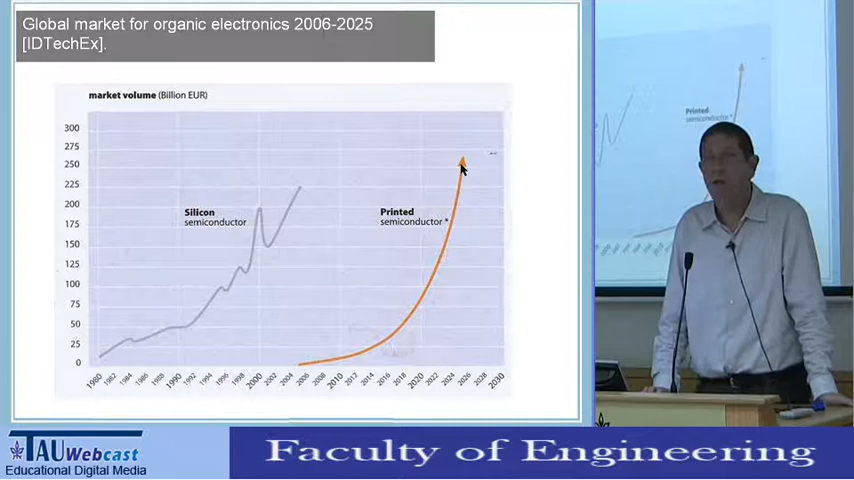 Global market for organic electronics 2006-2025
[IDTechEx].
market volume (Billion EUR)
300
275
250
225
200
175
150
125
100
75
50
25
0
Silicon
semiconductor
Printed
semiconductor *
1980 1982 1984 1986 1988 1990 1992 1994 1996 1998 2000 2002 2004 2006 2008 2010 2012 2014 2016 2018 2020 2022 2024 2026 2028 2030
Printed
semiconductor *
TAU Webcast
Educational Digital Media
Faculty of Engineering